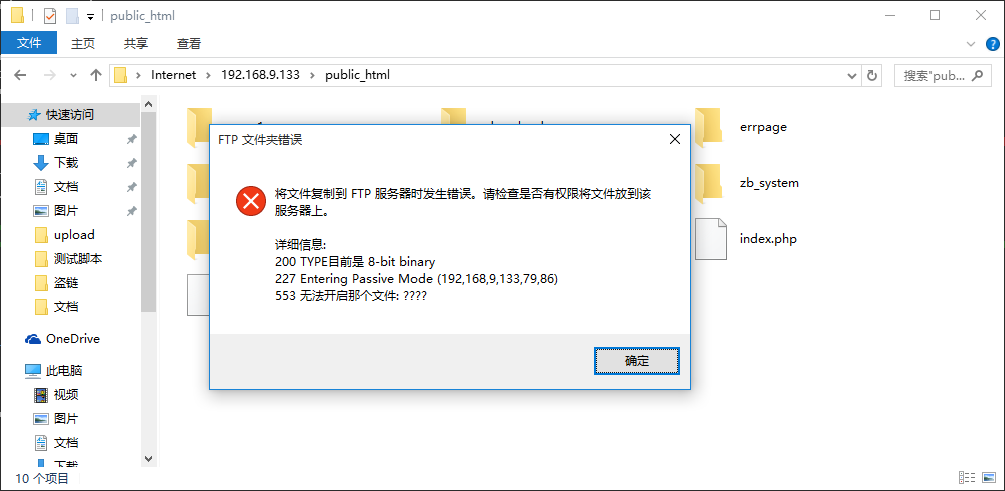 public_html
文件 主页 共享 查看
Internet 192.168.9.133 public_html
搜索"pub...
快速访问
桌面
下载
文档
图片
upload
测试脚本
盗链
文档
OneDrive
此电脑
视频
图片
文档
下载
errpage
zb_system
index.php
FTP 文件夹错误
将文件复制到 FTP 服务器时发生错误。请检查是否有权限将文件放到该
服务器上。
详细信息:
200 TYPE目前是 8-bit binary
227 Entering Passive Mode (192,168,9,133,79,86)
553 无法开启那个文件: ????
确定
10 个项目